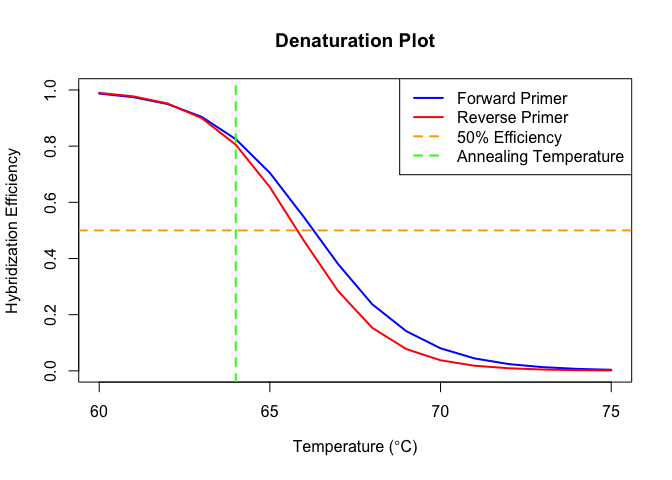 Denaturation Plot
Forward Primer
Reverse Primer
50% Efficiency
Annealing Temperature
Hybridization Efficiency
1.0
0.8
0.6
0.4
0.2
0.0
60
65
70
75
Temperature (°C)